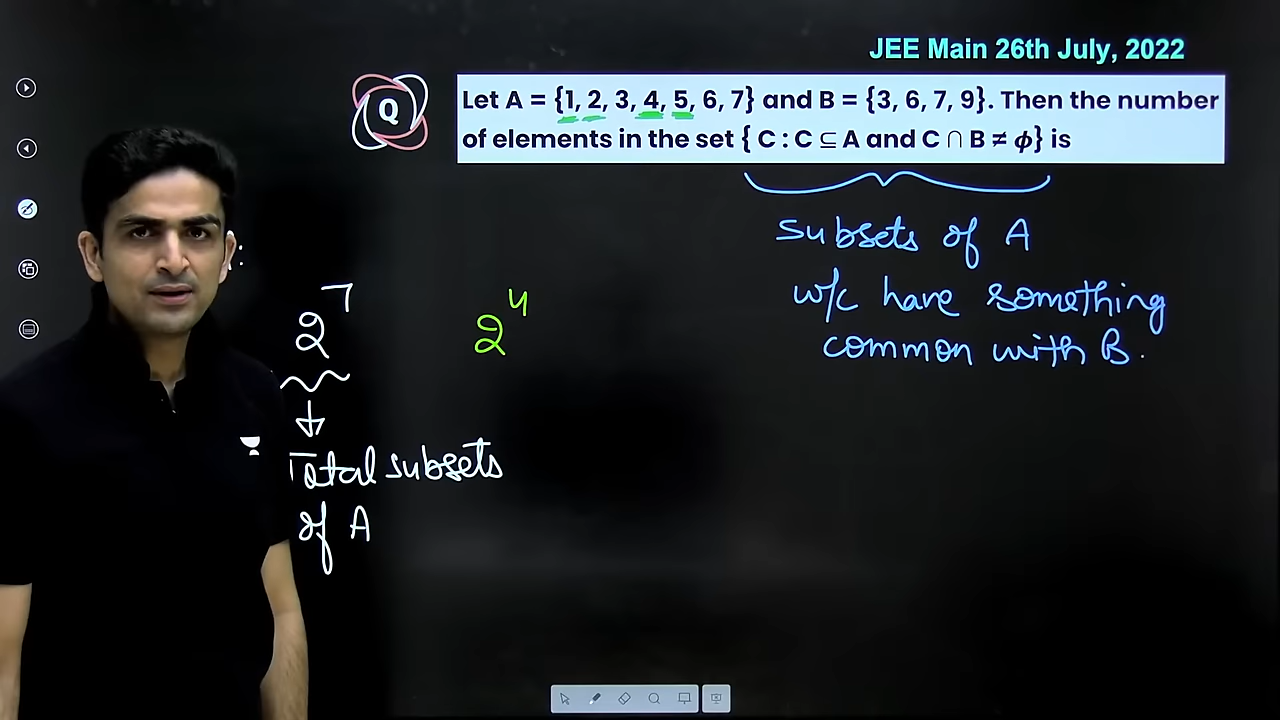 JEE Main 26th July, 2022
Q
Let A = {1, 2, 3, 4, 5, 6, 7} and B = {3, 6, 7, 9}. Then the number
of elements in the set { C : C ⊆ A and C ∩ B ≠ ϕ} is
subsets of A
w/c have something
common with B.
2^7
2^4
Total subsets
of A